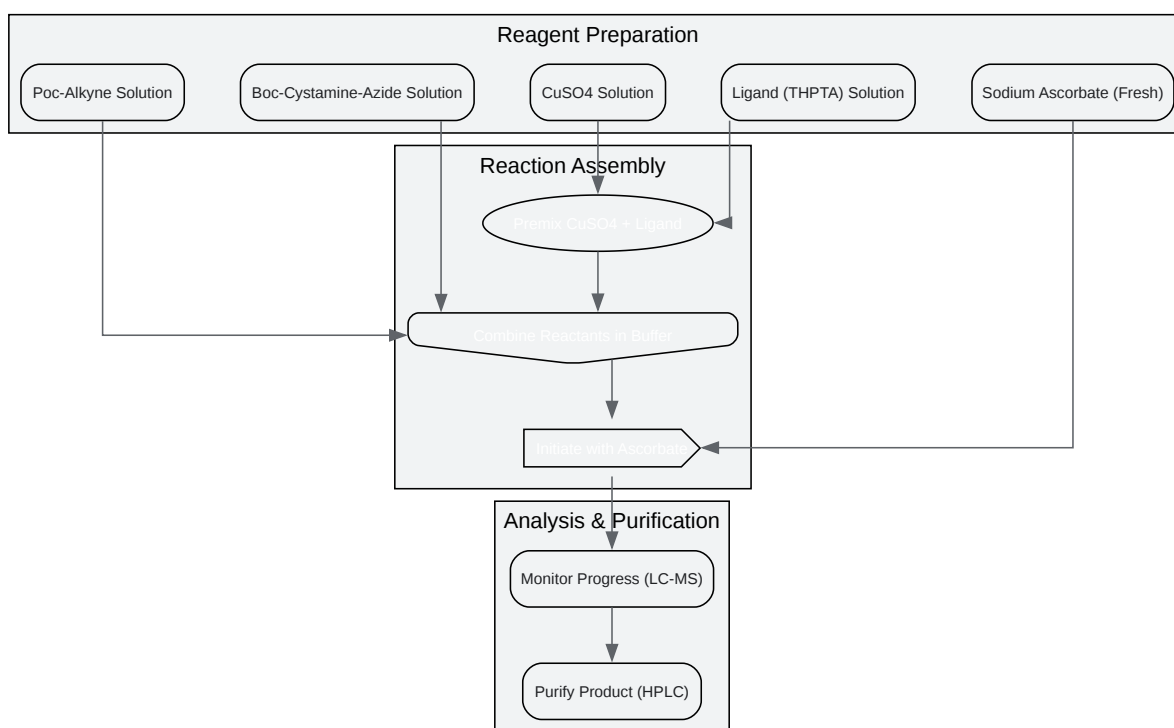 Reagent Preparation
Poc-Alkyne Solution
Boc-Cystamine-Azide Solution
CuSO4 Solution
Ligand (THPTA) Solution
Sodium Ascorbate (Fresh)
Reaction Assembly
Premix CuSO4 + Ligand
Combine Reactants in Buffer
Initiate with Ascorbate
Analysis & Purification
Monitor Progress (LC-MS)
Purify Product (HPLC)